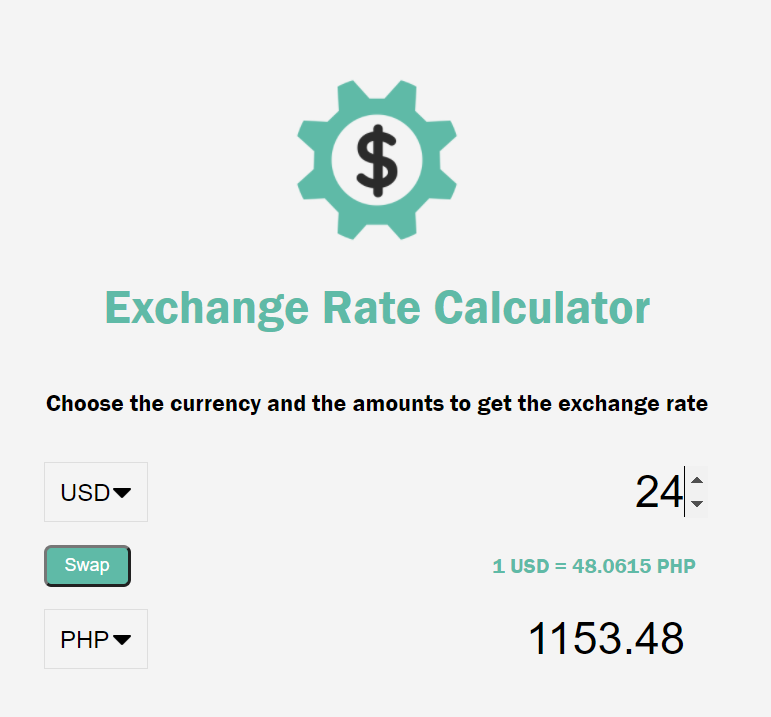 $
Exchange Rate Calculator
Choose the currency and the amounts to get the exchange rate
USD 24
Swap 1 USD = 48.0615 PHP
PHP 1153.48